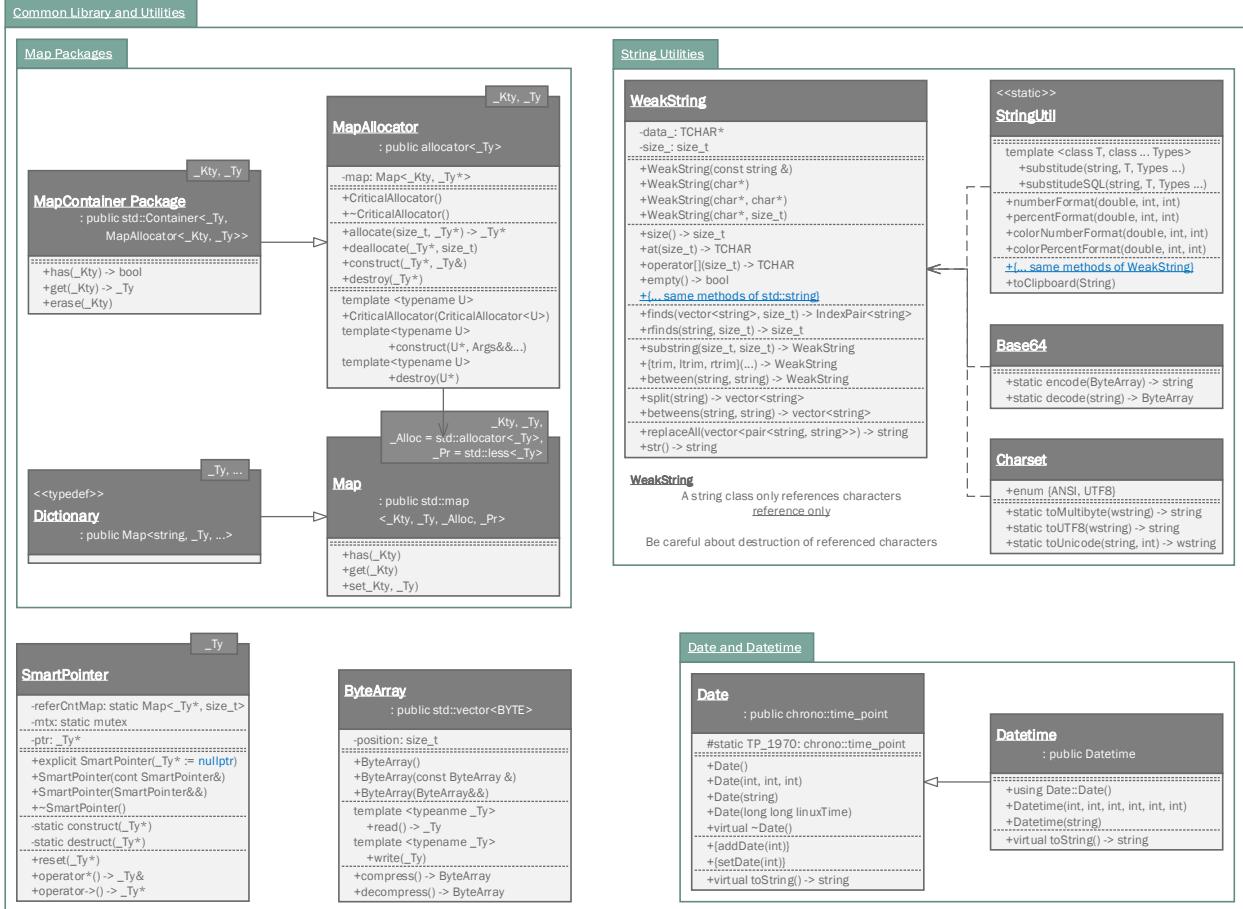 Common Library and Utilities
Map Packages
_Kty, _Ty
MapContainer Package
: public std::Container<_Ty,
MapAllocator<_Kty, _Ty>>
+has(_Kty) -> bool
+get(_Kty) -> _Ty
+erase(_Kty)
_Kty, _Ty
MapAllocator
: public allocator<_Ty>
-map: Map<_Kty, _Ty*>
+CriticalAllocator()
+~CriticalAllocator()
+allocate(size_t, _Ty*) -> _Ty*
+deallocate(_Ty*, size_t)
+construct(_Ty*, _Ty&)
+destroy(_Ty*)
template <typename U>
+CriticalAllocator(CriticalAllocator<U>)
template<typename U>
+construct(U*, Args&&...)
template<typename U>
+destroy(U*)
_Ty, ...
<<typedef>>
Dictionary
: public Map<string, _Ty, ...>
_Kty, _Ty,
_Alloc = std::allocator<_Ty>,
_Pr = std::less<_Ty>
Map
: public std::map
<_Kty, _Ty, _Alloc, _Pr>
+has(_Kty)
+get(_Kty)
+set_Kty, _Ty)
String Utilities
WeakString
-data_: TCHAR*
-size_: size_t
+WeakString(const string &)
+WeakString(char*)
+WeakString(char*, char*)
+WeakString(char*, size_t)
+size() -> size_t
+at(size_t) -> TCHAR
+operator[](size_t) -> TCHAR
+empty() -> bool
+{... same methods of std::string}
+finds(vector<string>, size_t) -> IndexPair<string>
+rfinds(string, size_t) -> size_t
+substring(size_t, size_t) -> WeakString
+{trim, ltrim, rtrim}(...) -> WeakString
+between(string, string) -> WeakString
+split(string) -> vector<string>
+betweens(string, string) -> vector<string>
+replaceAll(vector<pair<string, string>>) -> string
+str() -> string
WeakString
A string class only references characters
reference only
Be careful about destruction of referenced characters
<<static>>
StringUtil
template <class T, class ... Types>
+substitude(string, T, Types ...)
+substitudeSQL(string, T, Types ...)
+numberFormat(double, int, int)
+percentFormat(double, int, int)
+colorNumberFormat(double, int, int)
+colorPercentFormat(double, int, int)
+{... same methods of WeakString}
+toClipboard(String)
Base64
+static encode(ByteArray) -> string
+static decode(string) -> ByteArray
Charset
+enum {ANSI, UTF8}
+static toMultibyte(wstring) -> string
+static toUTF8(wstring) -> string
+static toUnicode(string, int) -> wstring
_Ty
SmartPointer
-referCntMap: static Map<_Ty*, size_t>
-mtx: static mutex
-ptr: _Ty*
+explicit SmartPointer(_Ty* := nullptr)
+SmartPointer(cont SmartPointer&)
+SmartPointer(SmartPointer&&)
+~SmartPointer()
-static construct(_Ty*)
-static destruct(_Ty*)
+reset(_Ty*)
+operator*() -> _Ty&
+operator->() -> _Ty*
ByteArray
: public std::vector<BYTE>
-position: size_t
+ByteArray()
+ByteArray(const ByteArray &)
+ByteArray(ByteArray&&)
template <typeanme _Ty>
+read() -> _Ty
template <typename _Ty>
+write(_Ty)
+compress() -> ByteArray
+decompress() -> ByteArray
Date and Datetime
Date
: public chrono::time_point
#static TP_1970: chrono::time_point
+Date()
+Date(int, int, int)
+Date(string)
+Date(long long linuxTime)
+virtual ~Date()
+{addDate(int)}
+{setDate(int)}
+virtual toString() -> string
Datetime
: public Datetime
+using Date::Date()
+Datetime(int, int, int, int, int, int)
+Datetime(string)
+virtual toString() -> string